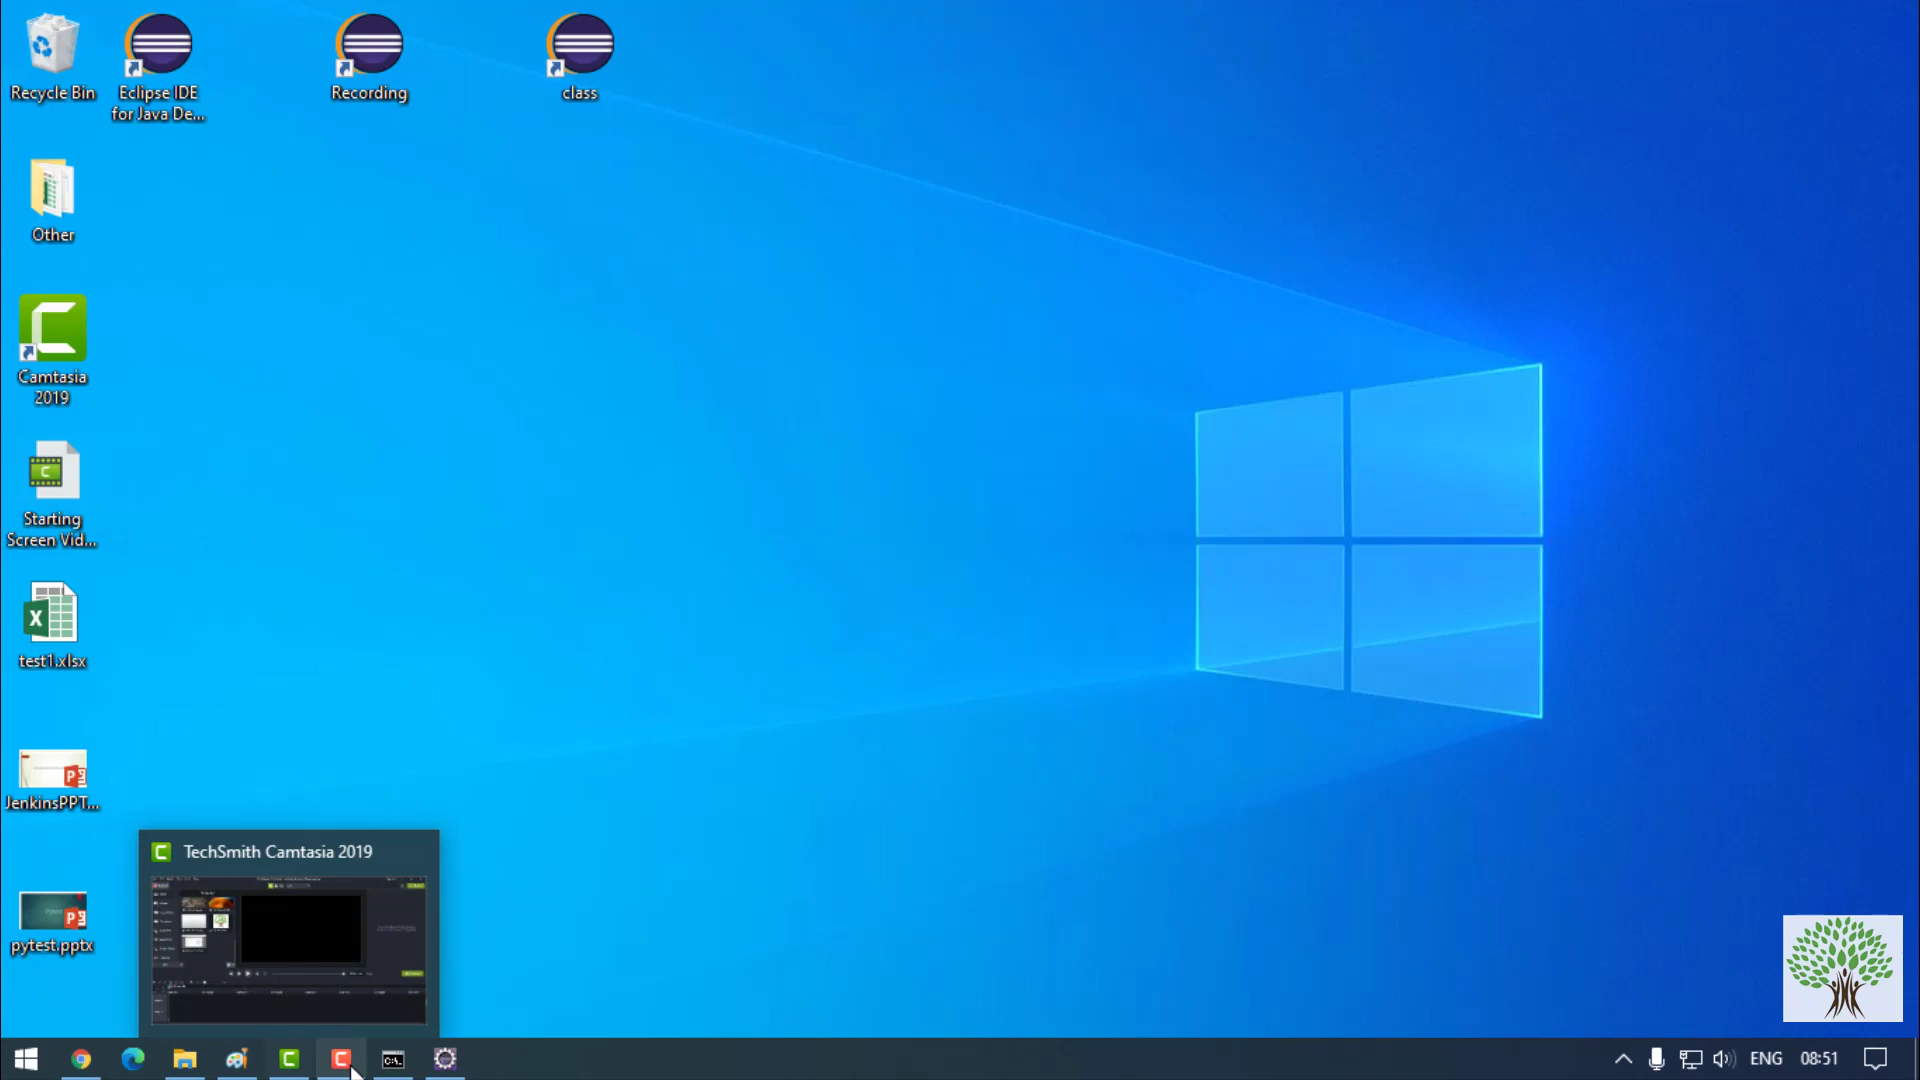 Recycle Bin
Eclipse IDE
for Java De...
Recording
class
Other
Camtasia
2019
Starting
Screen Vid...
test1.xlsx
JenkinsPPT...
pytest.pptx
TechSmith Camtasia 2019
ENG
08:51